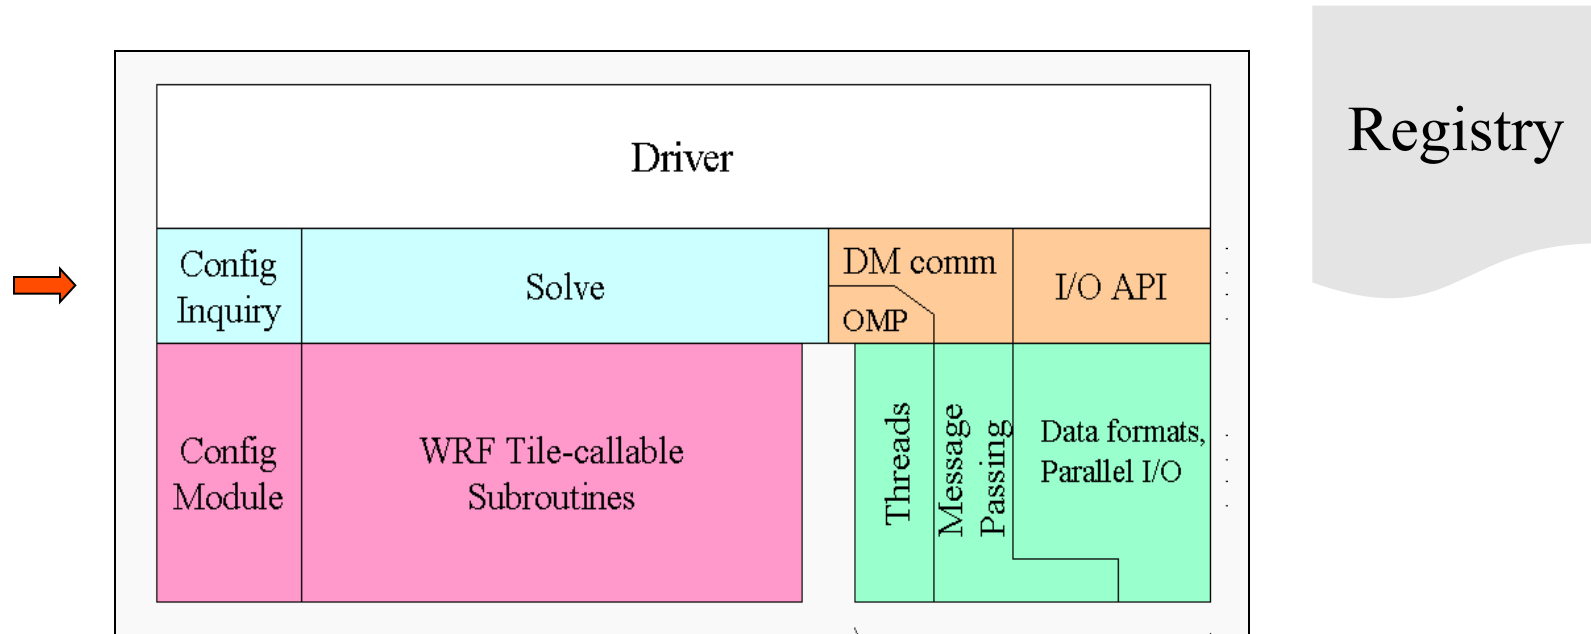 Registry
Driver
Config
Inquiry
Solve
DM comm
OMP
I/O API
Config
Module
WRF Tile-callable
Subroutines
Threads
Message
Passing
Data formats,
Parallel I/O